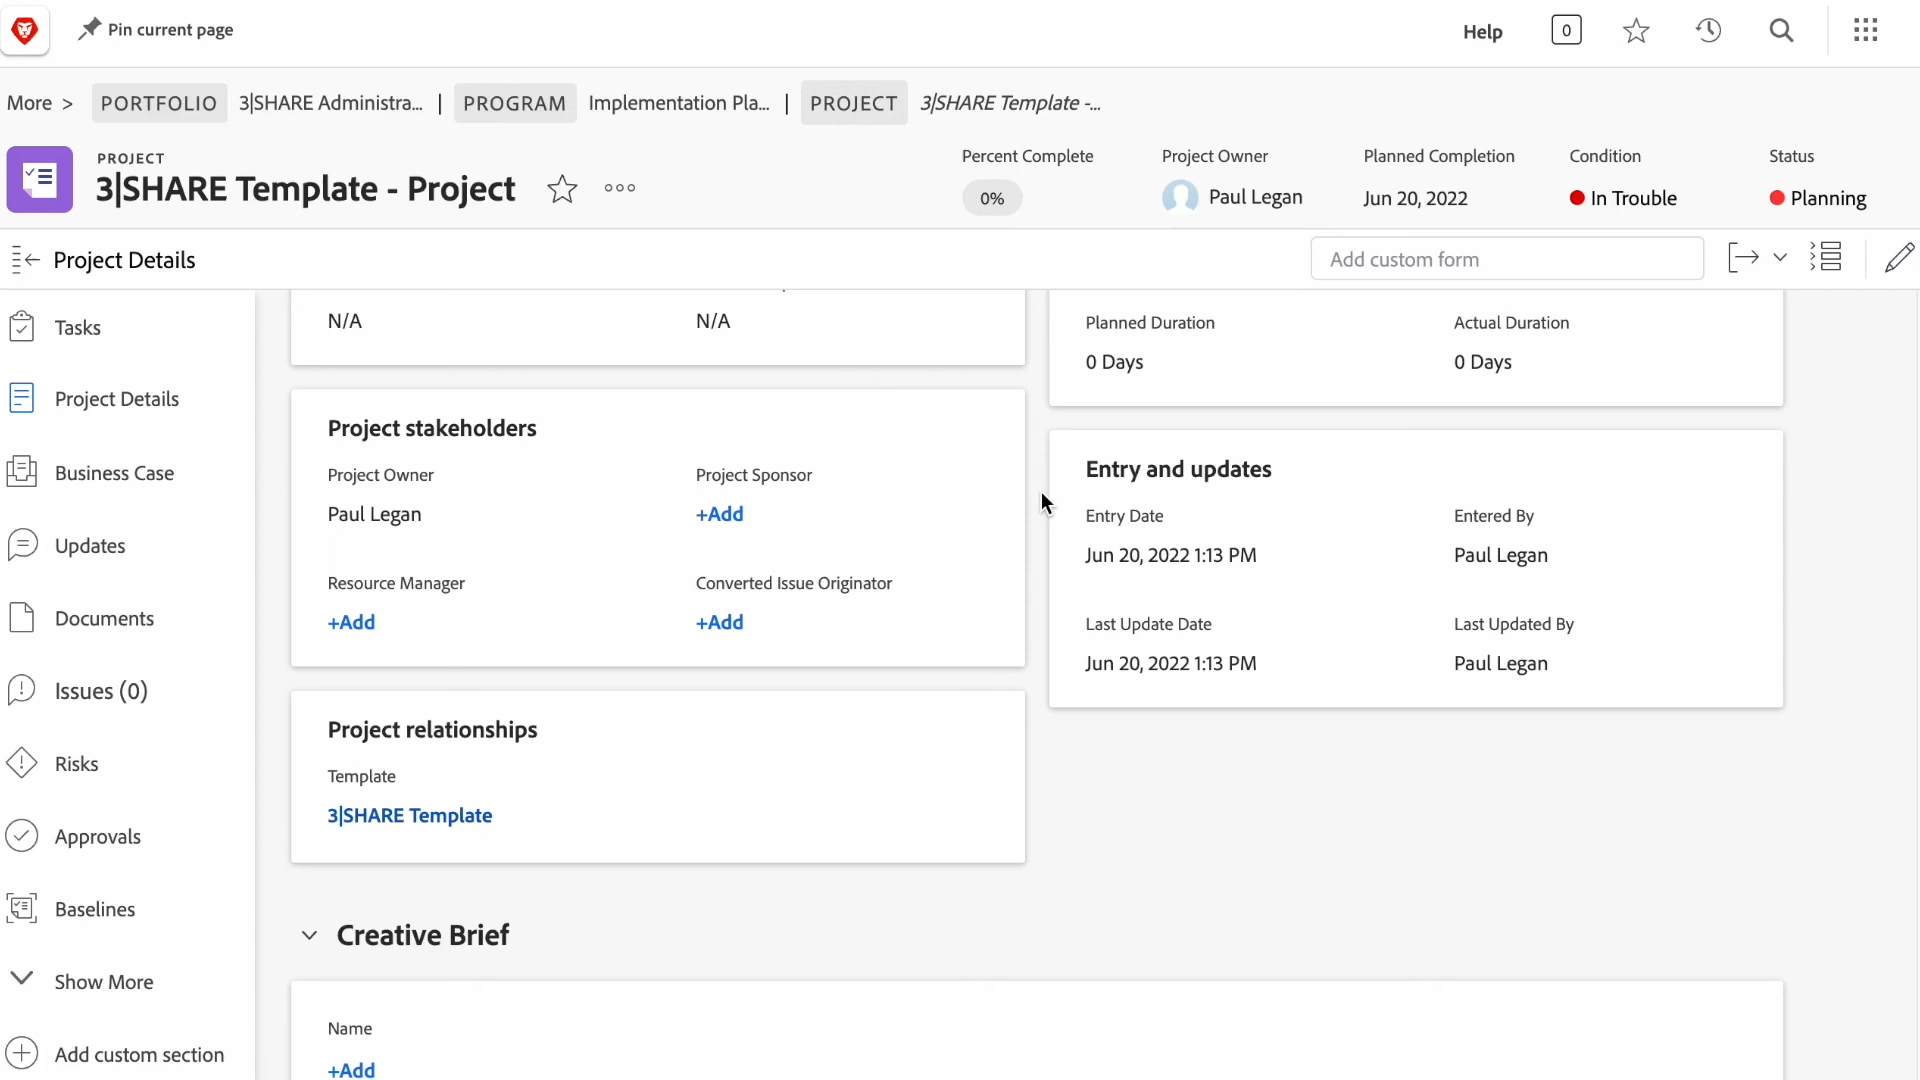 Pin current page
Help
0
More > PORTFOLIO 3|SHARE Administra... | PROGRAM Implementation Pla... | PROJECT 3|SHARE Template -...
PROJECT
3|SHARE Template - Project
Percent Complete
0%
Project Owner
Paul Legan
Planned Completion
Jun 20, 2022
Condition
In Trouble
Status
Planning
Project Details
Add custom form
Tasks
Project Details
Business Case
Updates
Documents
Issues (0)
Risks
Approvals
Baselines
Show More
Add custom section
N/A
N/A
Project stakeholders
Project Owner
Paul Legan
Project Sponsor
+Add
Resource Manager
+Add
Converted Issue Originator
+Add
Project relationships
Template
3|SHARE Template
Planned Duration
0 Days
Actual Duration
0 Days
Entry and updates
Entry Date
Jun 20, 2022 1:13 PM
Entered By
Paul Legan
Last Update Date
Jun 20, 2022 1:13 PM
Last Updated By
Paul Legan
Creative Brief
Name
+Add